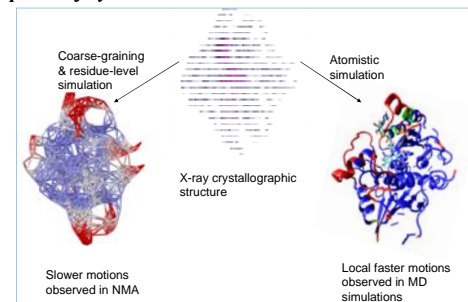 Coarse-graining
& residue-level
simulation
Atomistic
simulation
X-ray crystallographic
structure
Slower motions
observed in NMA
Local faster motions
observed in MD
simulations